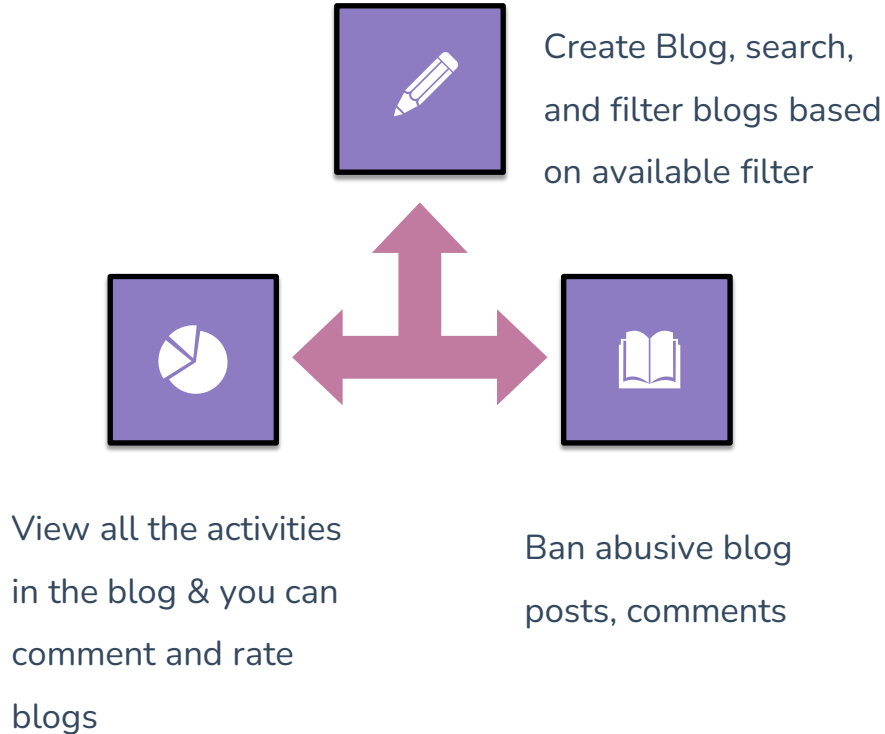 Create Blog, search,
and filter blogs based
on available filter
View all the activities
in the blog & you can
comment and rate
blogs
Ban abusive blog
posts, comments